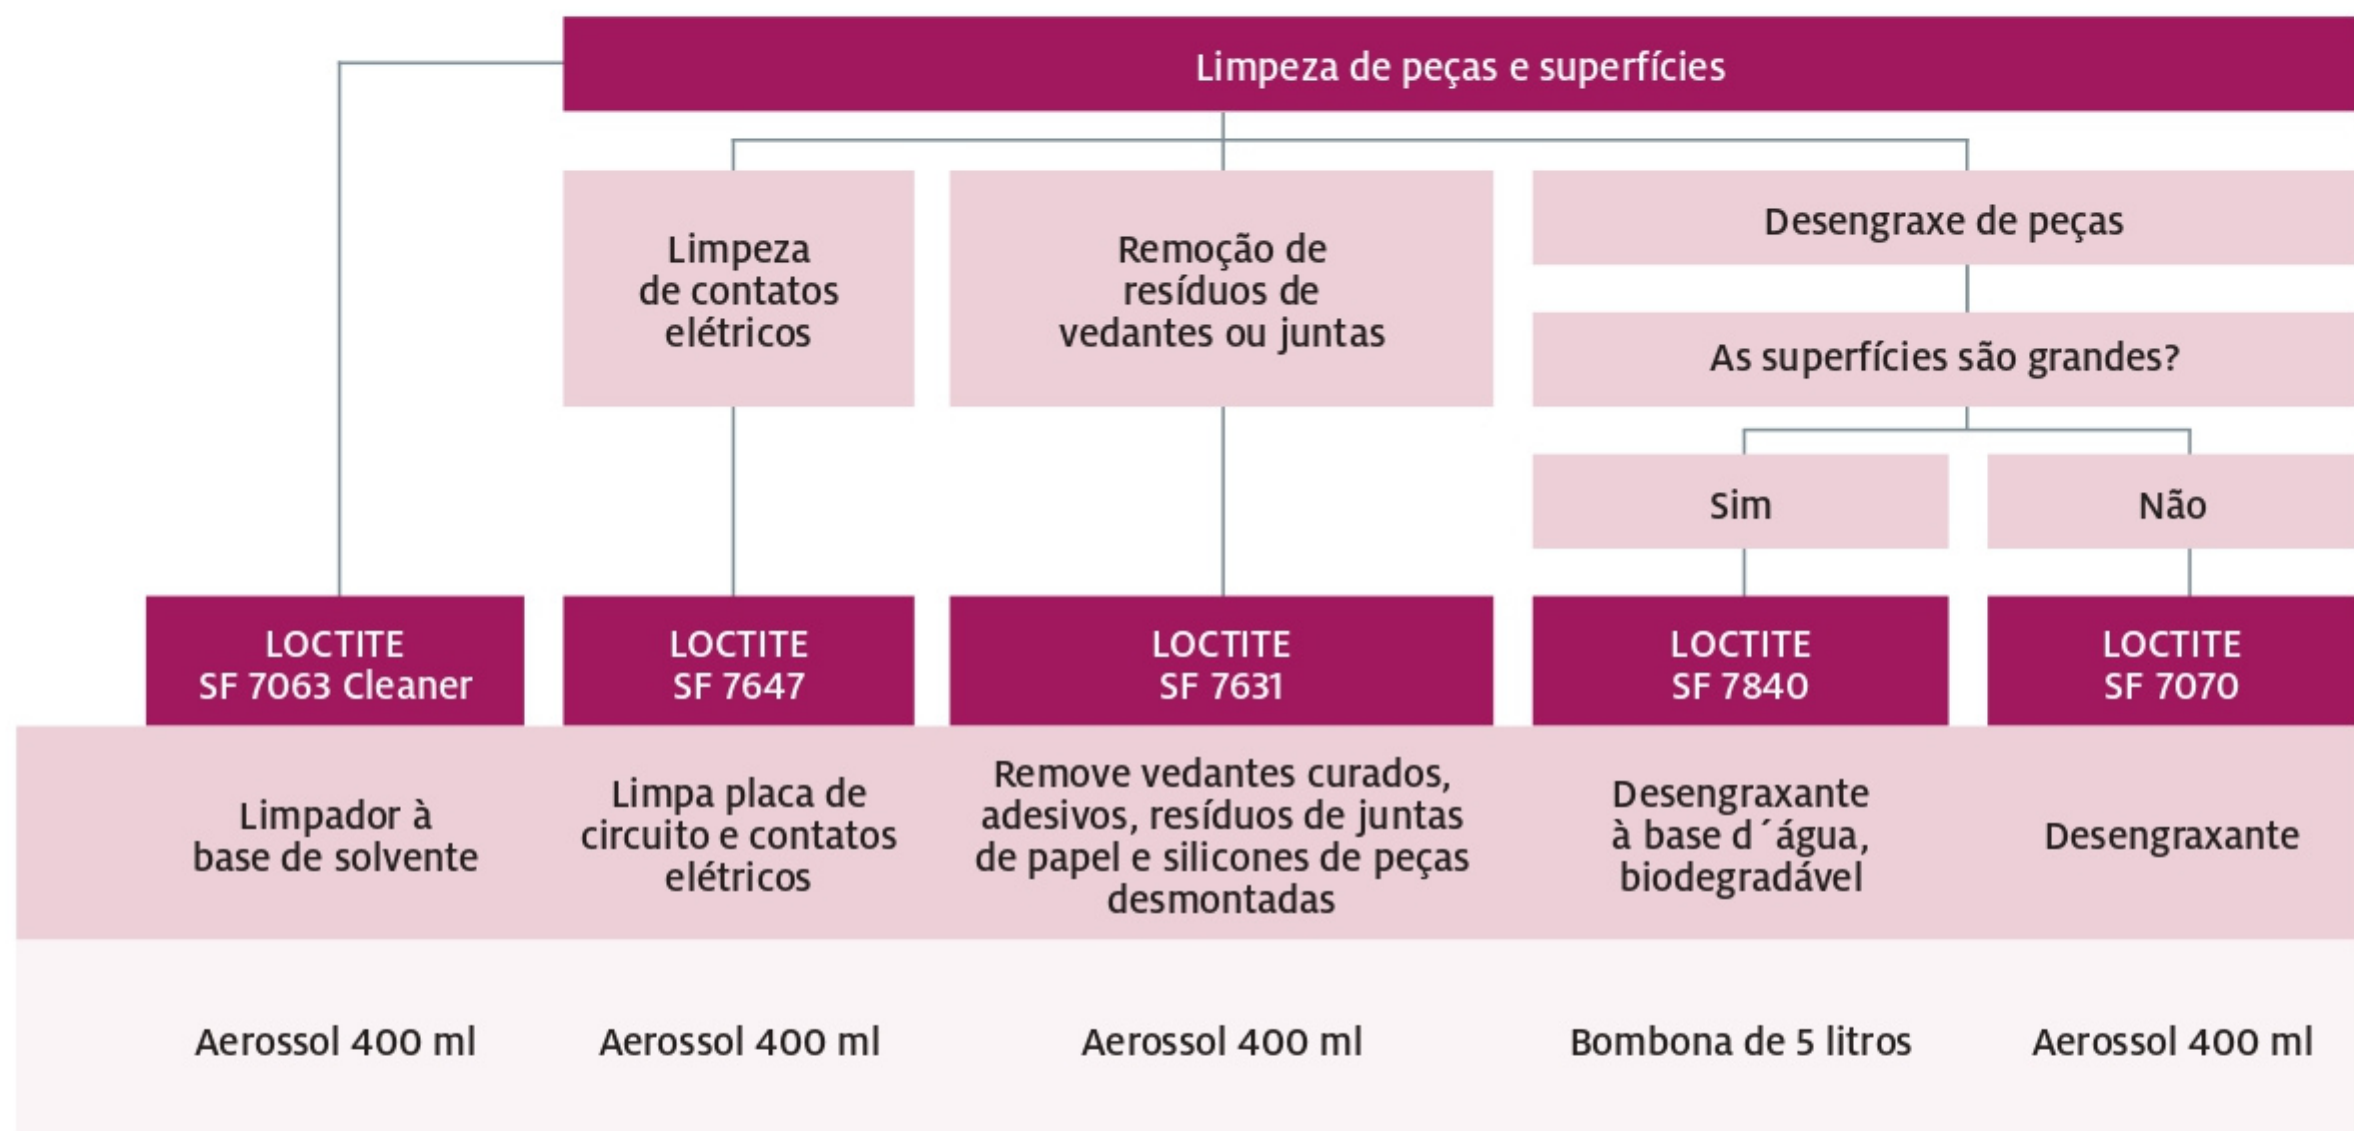 Limpeza de peças e superfícies
Limpeza
de contatos
elétricos
Remoção de
resíduos de
vedantes ou juntas
Desengraxe de peças
As superfícies são grandes?
Sim
Não
LOCTITE
SF 7063 Cleaner
LOCTITE
SF 7647
LOCTITE
SF 7631
LOCTITE
SF 7840
LOCTITE
SF 7070
Limpador à
base de solvente
Limpa placa de
circuito e contatos
elétricos
Remove vedantes curados,
adesivos, resíduos de juntas
de papel e silicones de peças
desmontadas
Desengraxante
à base d´água,
biodegradável
Desengraxante
Aerossol 400 ml
Aerossol 400 ml
Aerossol 400 ml
Bombona de 5 litros
Aerossol 400 ml